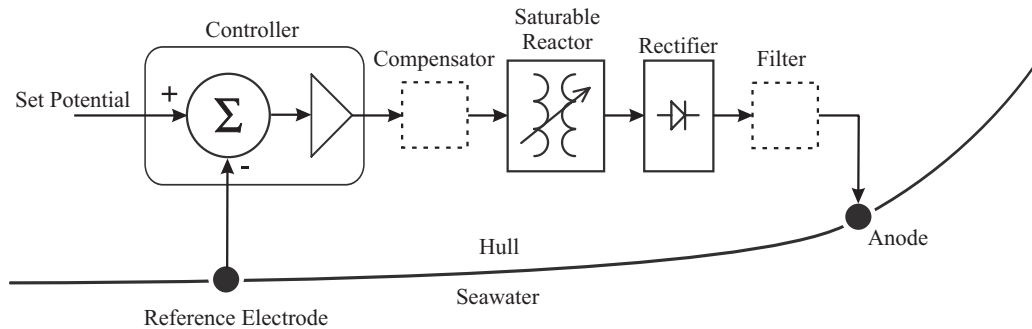 Controller
Saturable
Reactor
Compensator
Rectifier
Filter
Set Potential
+
Σ
-
Hull
Anode
Seawater
Reference Electrode